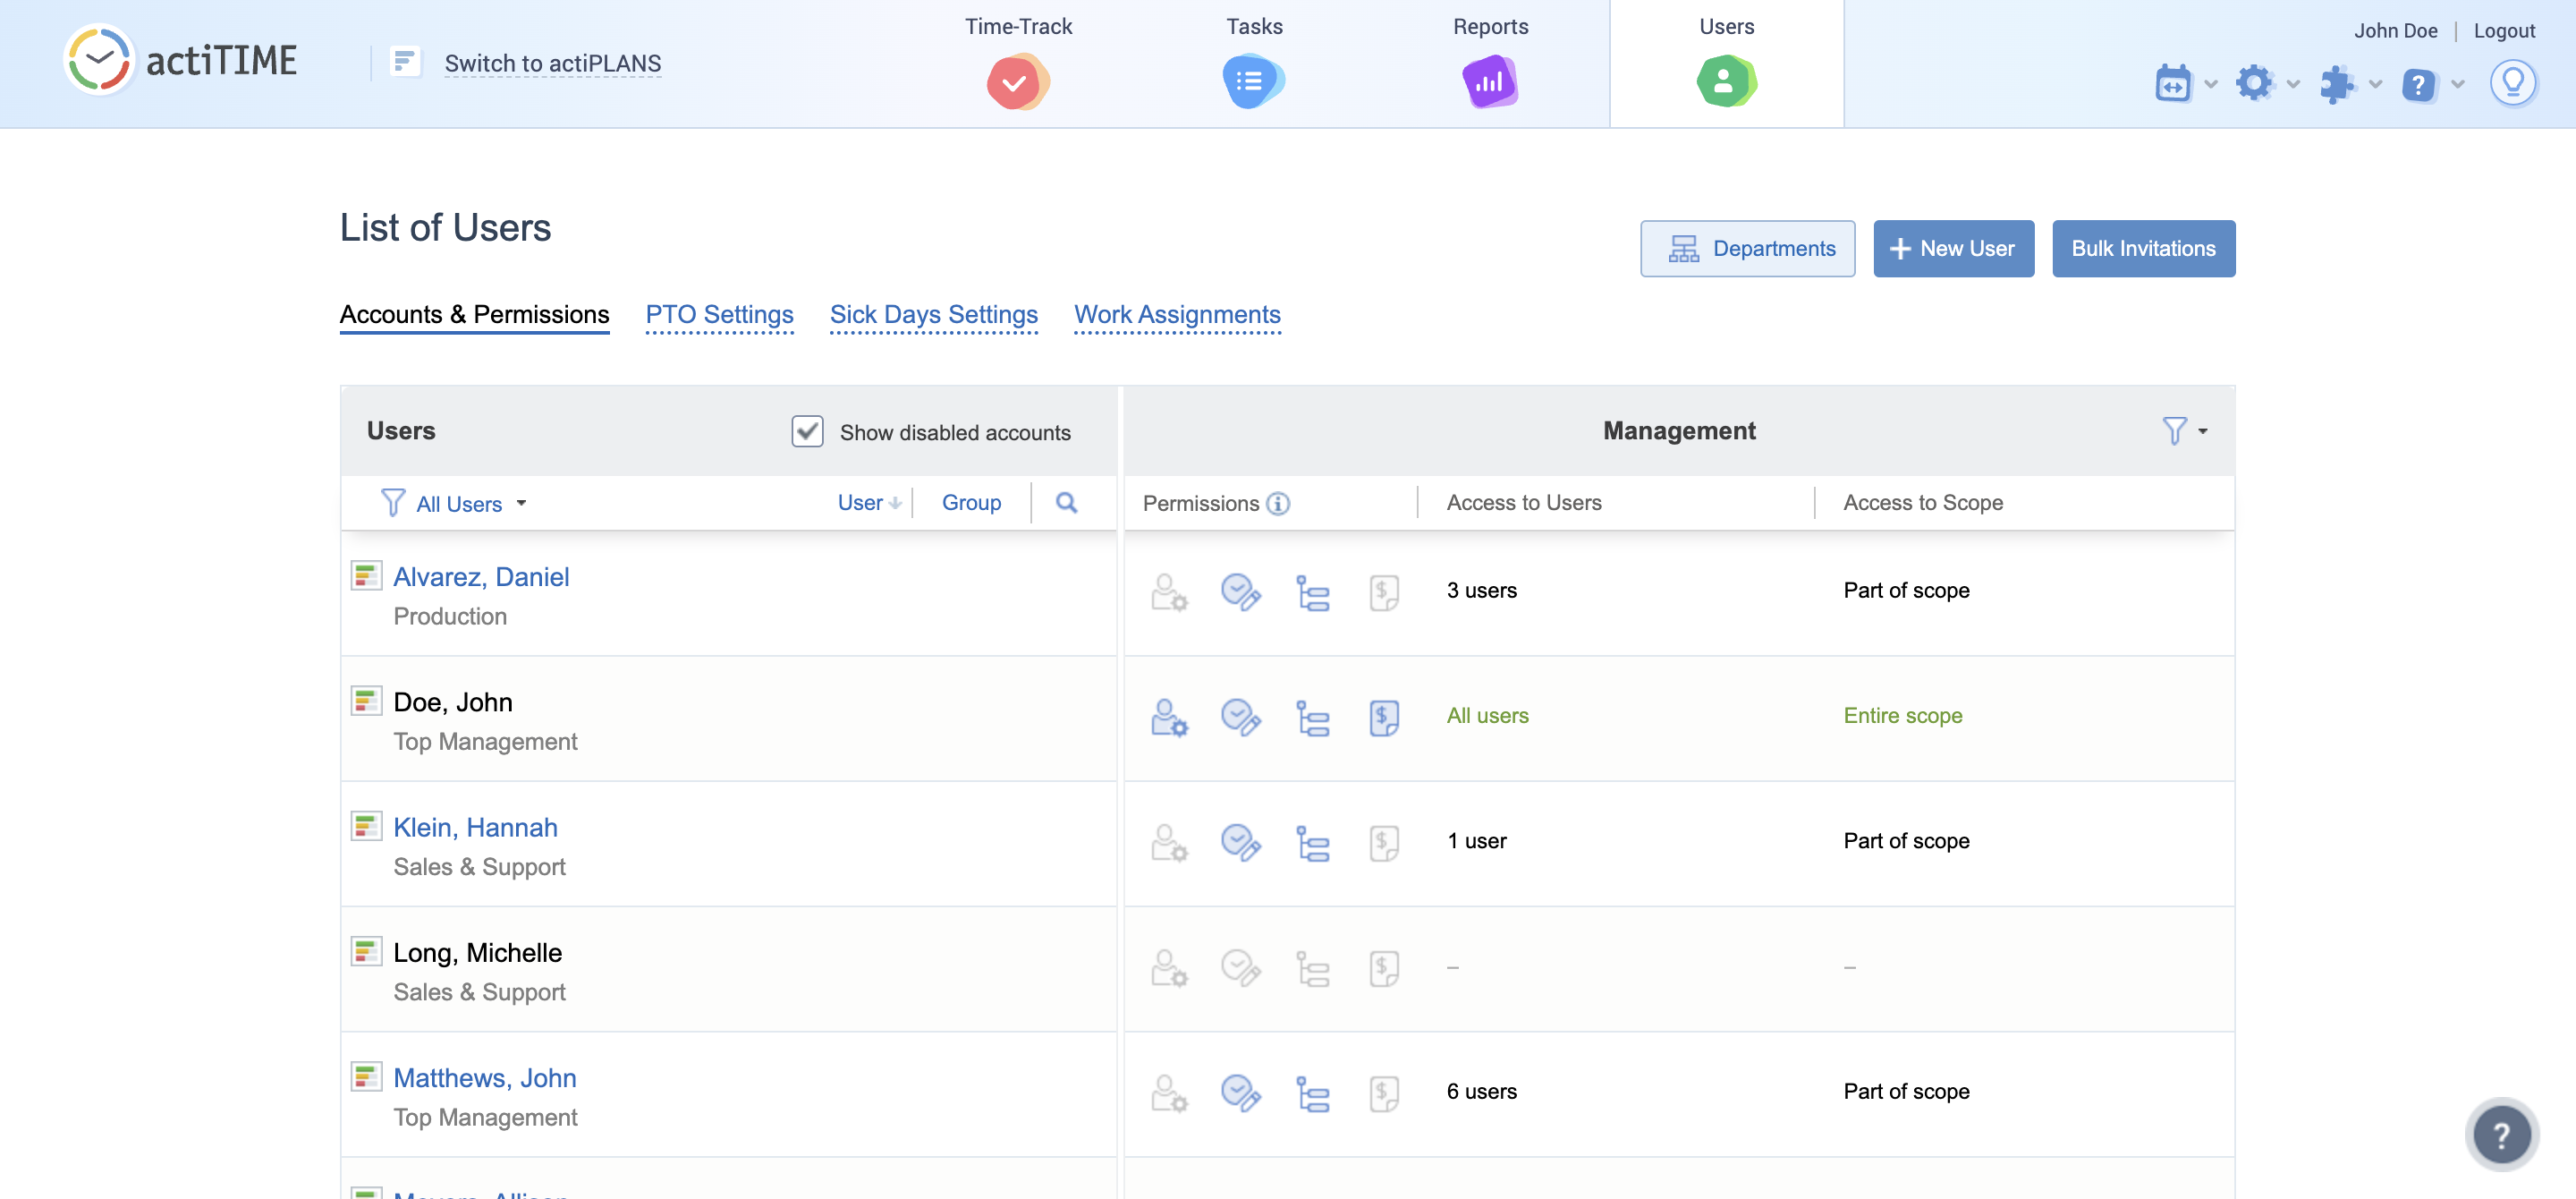 actiTIME
Switch to actiPLANS
Time-Track
Tasks
Reports
Users
John Doe
Logout
List of Users
Departments
New User
Bulk Invitations
Accounts & Permissions
PTO Settings
Sick Days Settings
Work Assignments
Users
Show disabled accounts
Management
All Users
User
Group
Permissions
Access to Users
Access to Scope
Alvarez, Daniel
Production
3 users
Part of scope
Doe, John
Top Management
All users
Entire scope
Klein, Hannah
Sales & Support
1 user
Part of scope
Long, Michelle
Sales & Support
–
–
Matthews, John
Top Management
6 users
Part of scope